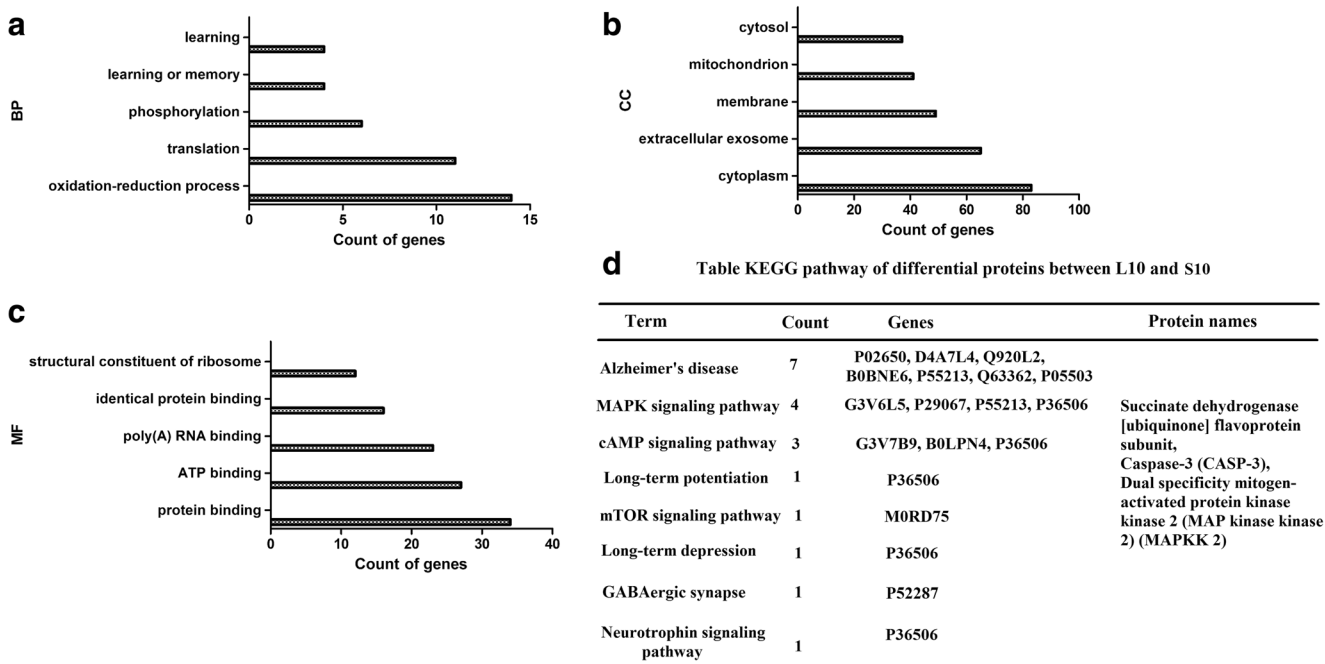 a
BP
learning
learning or memory
phosphorylation
translation
oxidation-reduction process
0 5 10 15
Count of genes
b
CC
cytosol
mitochondrion
membrane
extracellular exosome
cytoplasm
0 20 40 60 80 100
Count of genes
c
MF
structural constituent of ribosome
identical protein binding
poly(A) RNA binding
ATP binding
protein binding
0 10 20 30 40
Count of genes
d
Table KEGG pathway of differential proteins between L10 and S10
Term Count Genes Protein names
Alzheimer's disease 7 P02650, D4A7L4, Q920L2,
B0BNE6, P55213, Q63362, P05503
MAPK signaling pathway 4 G3V6L5, P29067, P55213, P36506
cAMP signaling pathway 3 G3V7B9, B0LPN4, P36506
Long-term potentiation 1 P36506
mTOR signaling pathway 1 M0RD75
Long-term depression 1 P36506
GABAergic synapse 1 P52287
Neurotrophin signaling
pathway 1 P36506
Succinate dehydrogenase
[ubiquinone] flavoprotein
subunit,
Caspase-3 (CASP-3),
Dual specificity mitogen-
activated protein kinase
kinase 2 (MAP kinase kinase
2) (MAPKK 2)